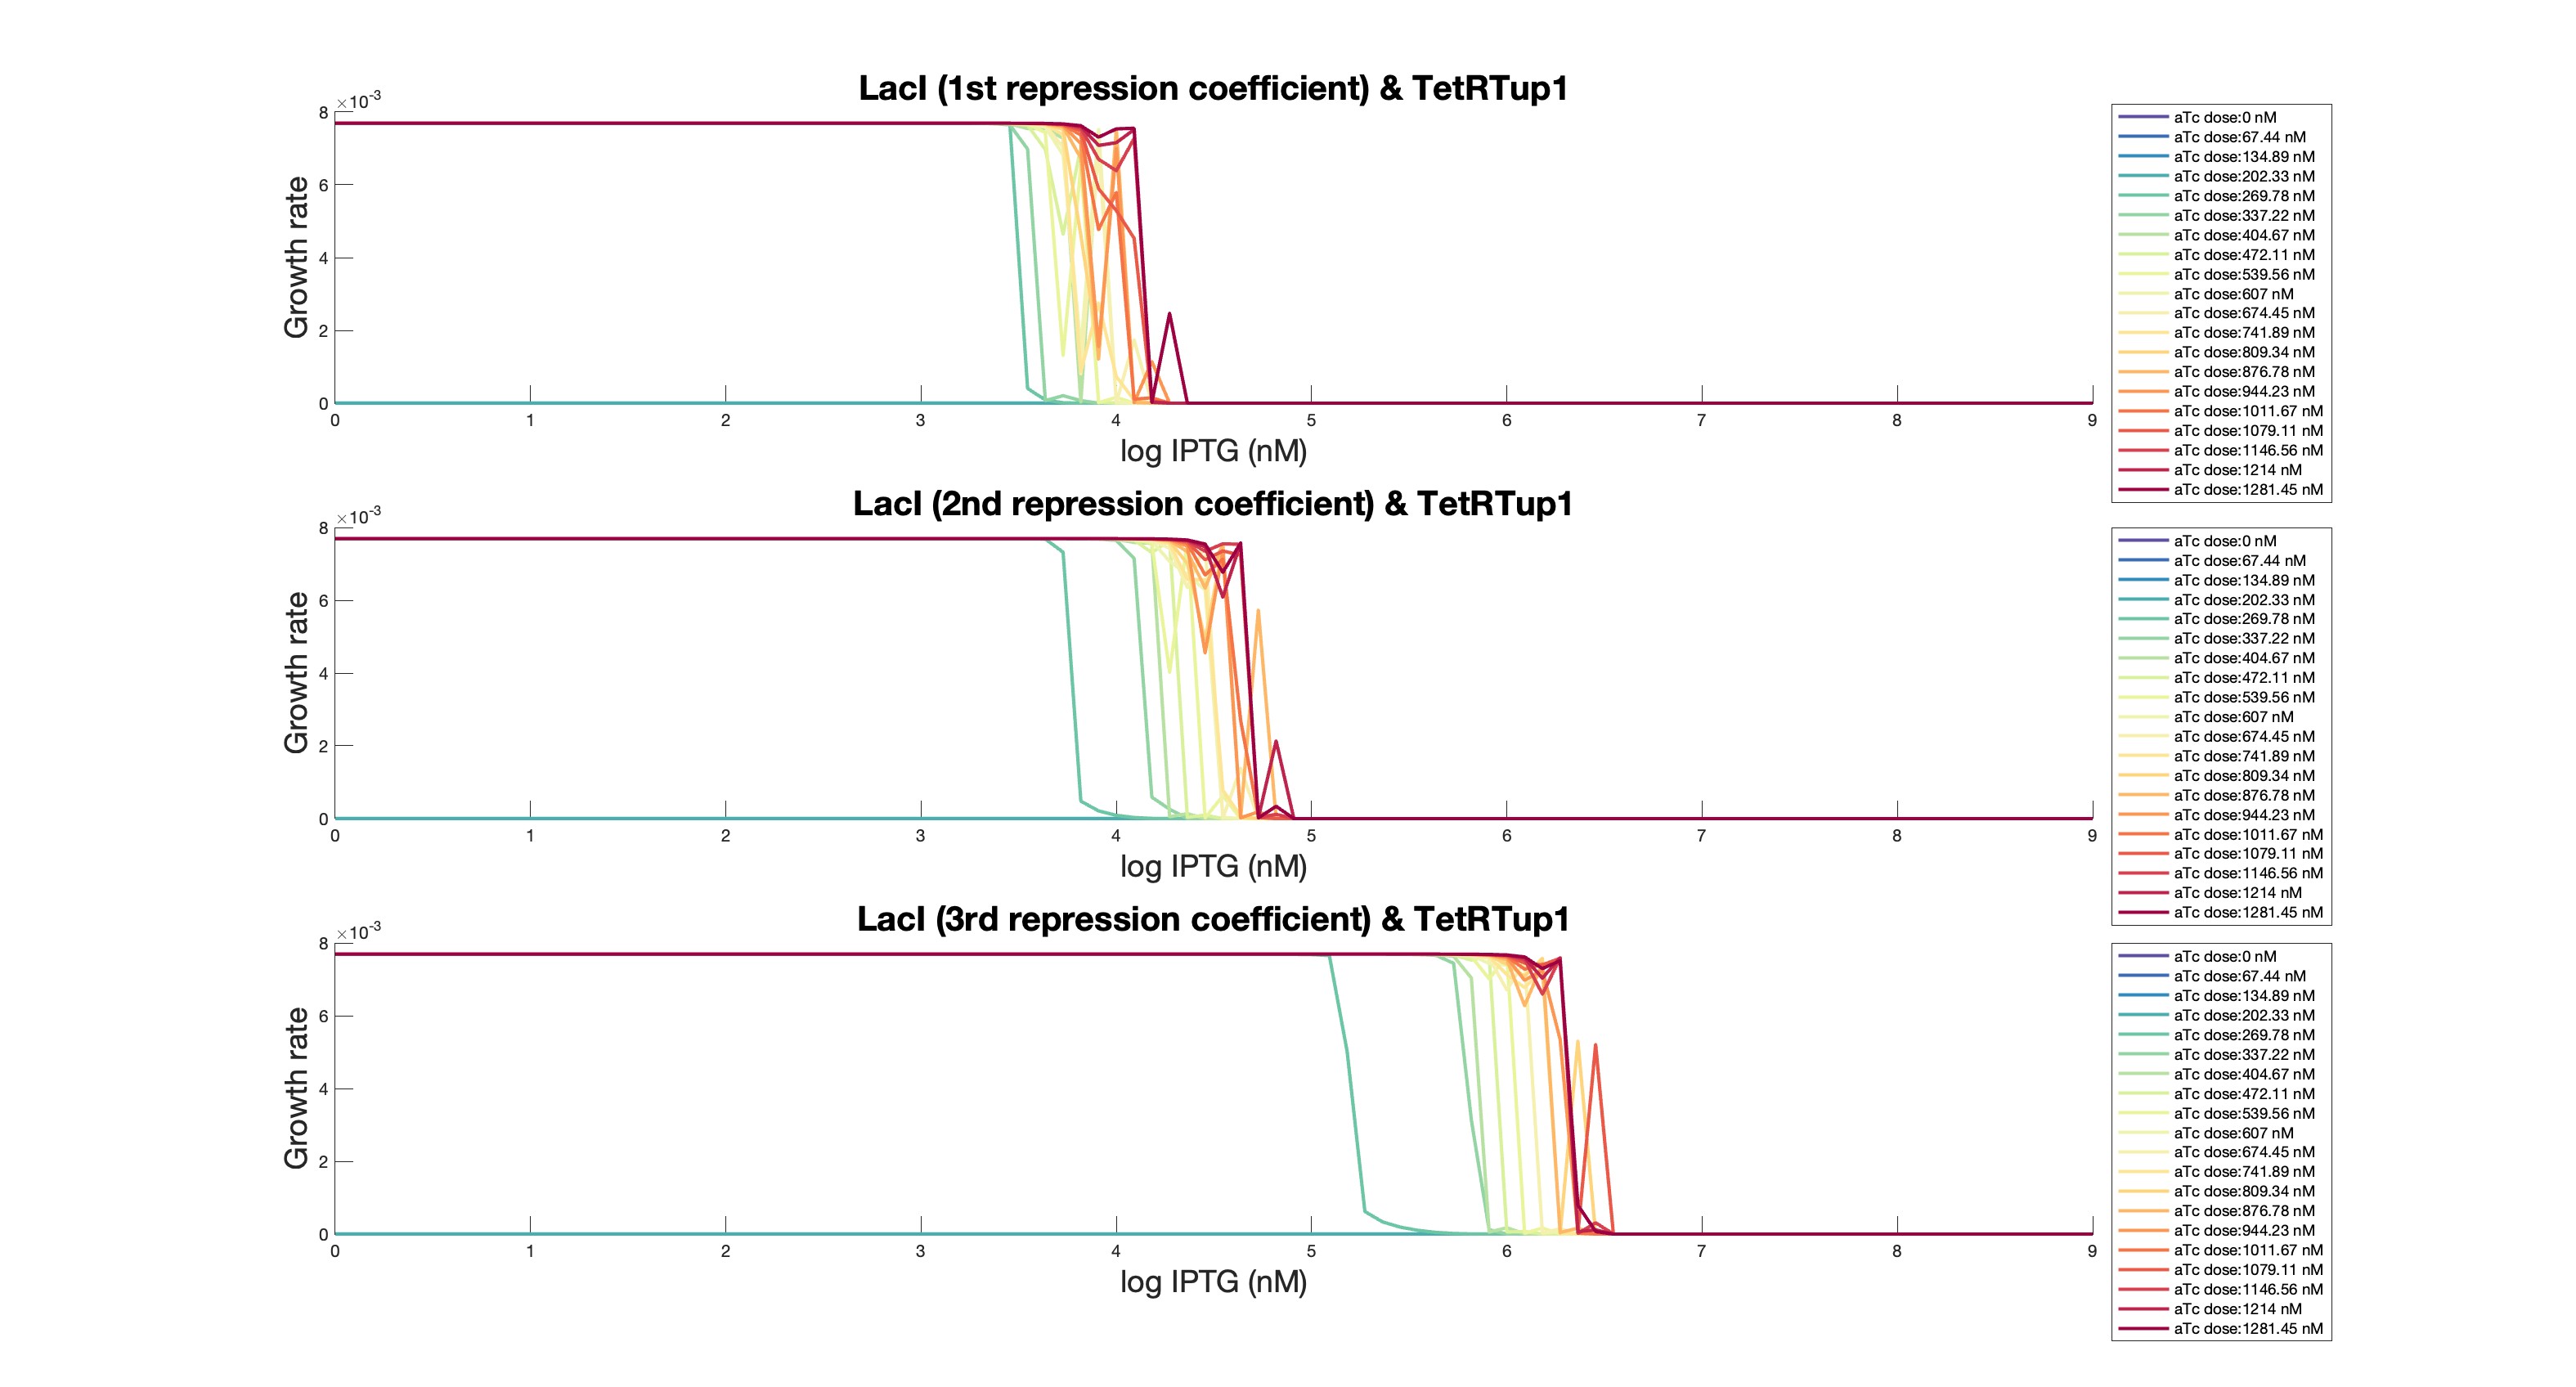 LacI (1st repression coefficient) & TetRTup1
×10-3
8
6
4
2
0
Growth rate
0 1 2 3 4 5 6 7 8 9
log IPTG (nM)
aTc dose:0 nM
aTc dose:67.44 nM
aTc dose:134.89 nM
aTc dose:202.33 nM
aTc dose:269.78 nM
aTc dose:337.22 nM
aTc dose:404.67 nM
aTc dose:472.11 nM
aTc dose:539.56 nM
aTc dose:607 nM
aTc dose:674.45 nM
aTc dose:741.89 nM
aTc dose:809.34 nM
aTc dose:876.78 nM
aTc dose:944.23 nM
aTc dose:1011.67 nM
aTc dose:1079.11 nM
aTc dose:1146.56 nM
aTc dose:1214 nM
aTc dose:1281.45 nM
LacI (2nd repression coefficient) & TetRTup1
×10-3
8
6
4
2
0
Growth rate
0 1 2 3 4 5 6 7 8 9
log IPTG (nM)
aTc dose:0 nM
aTc dose:67.44 nM
aTc dose:134.89 nM
aTc dose:202.33 nM
aTc dose:269.78 nM
aTc dose:337.22 nM
aTc dose:404.67 nM
aTc dose:472.11 nM
aTc dose:539.56 nM
aTc dose:607 nM
aTc dose:674.45 nM
aTc dose:741.89 nM
aTc dose:809.34 nM
aTc dose:876.78 nM
aTc dose:944.23 nM
aTc dose:1011.67 nM
aTc dose:1079.11 nM
aTc dose:1146.56 nM
aTc dose:1214 nM
aTc dose:1281.45 nM
LacI (3rd repression coefficient) & TetRTup1
×10-3
8
6
4
2
0
Growth rate
0 1 2 3 4 5 6 7 8 9
log IPTG (nM)
aTc dose:0 nM
aTc dose:67.44 nM
aTc dose:134.89 nM
aTc dose:202.33 nM
aTc dose:269.78 nM
aTc dose:337.22 nM
aTc dose:404.67 nM
aTc dose:472.11 nM
aTc dose:539.56 nM
aTc dose:607 nM
aTc dose:674.45 nM
aTc dose:741.89 nM
aTc dose:809.34 nM
aTc dose:876.78 nM
aTc dose:944.23 nM
aTc dose:1011.67 nM
aTc dose:1079.11 nM
aTc dose:1146.56 nM
aTc dose:1214 nM
aTc dose:1281.45 nM